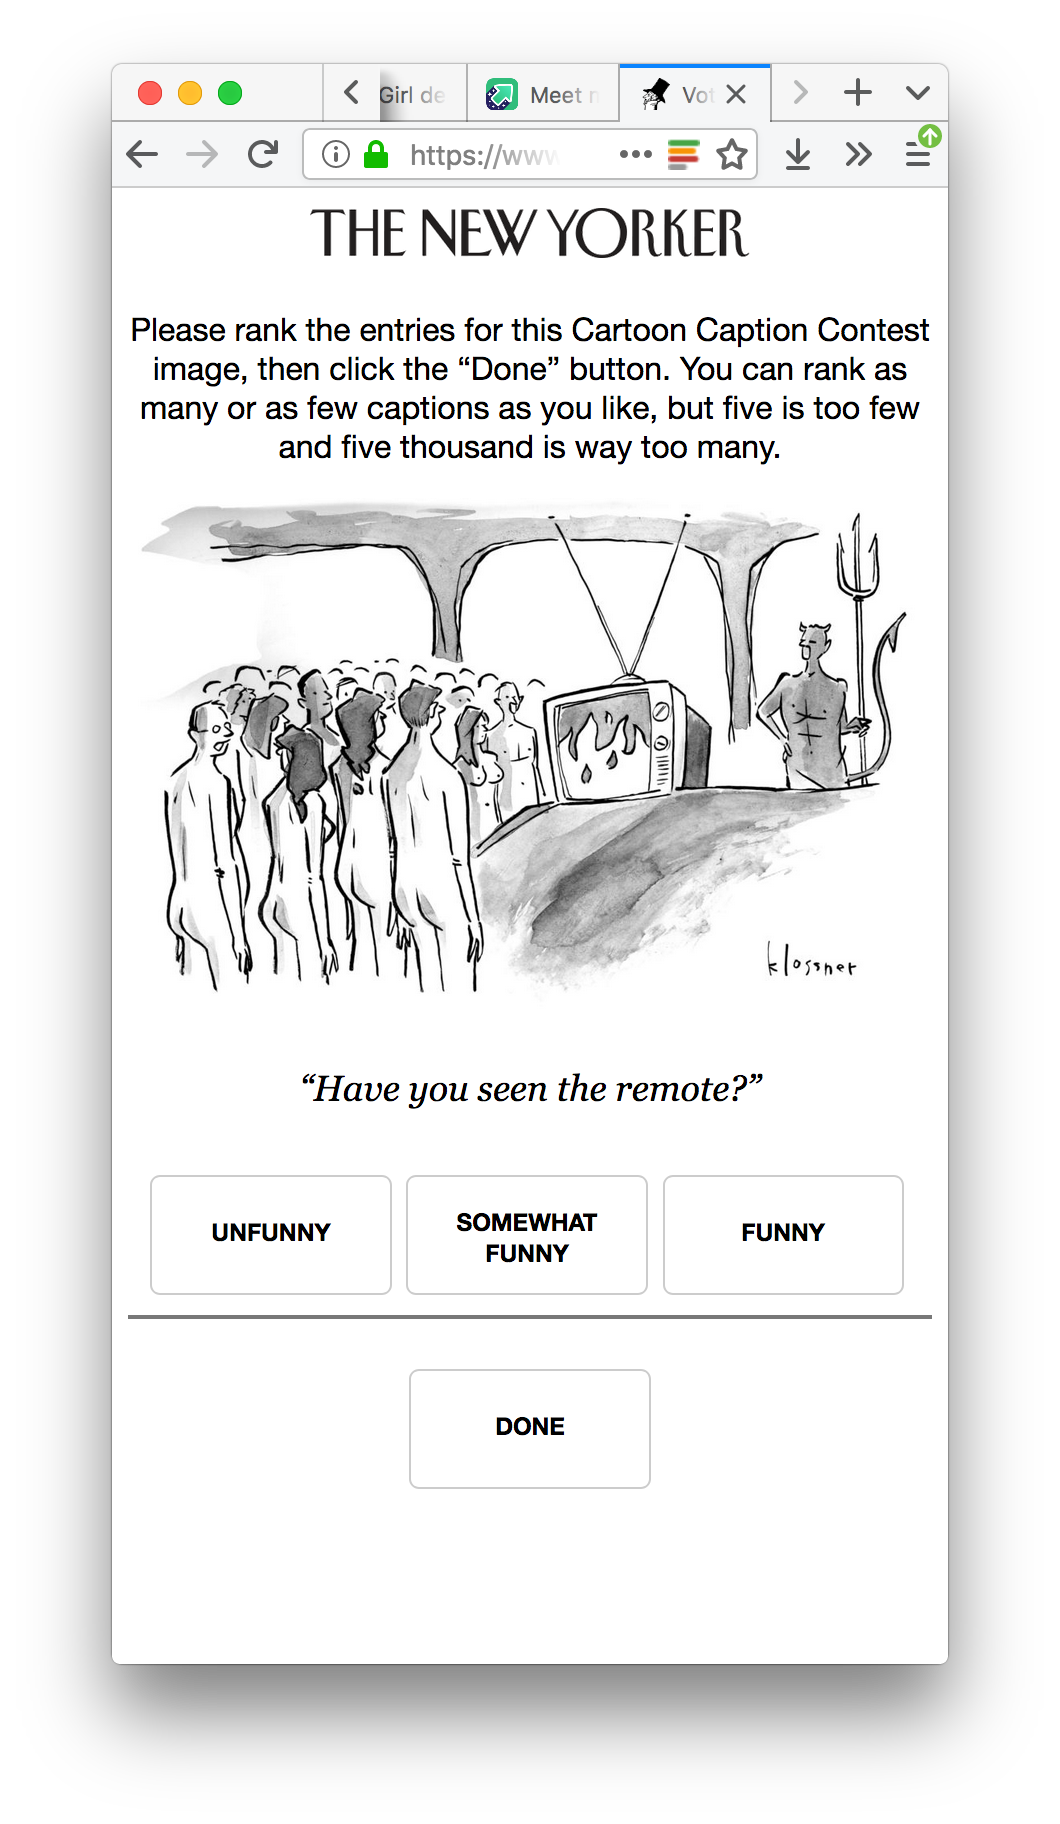 Girl de
Meet n
Vot
https://www
THE NEW YORKER
Please rank the entries for this Cartoon Caption Contest
image, then click the “Done” button. You can rank as
many or as few captions as you like, but five is too few
and five thousand is way too many.
klossner
“Have you seen the remote?”
UNFUNNY
SOMEWHAT
FUNNY
FUNNY
DONE